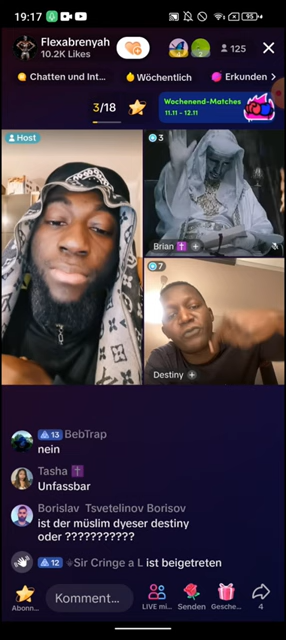 19:17
95
Flexabrenyah
10.2K Likes
125
Chatten und Int...
Wöchentlich
Erkunden
3/18
Wochenend-Matches
11.11 - 12.11
Host
3
Brian
7
Destiny
13 BebTrap
nein
Tasha
Unfassbar
Borislav Tsvetelinov Borisov
ist der müslim dyeser destiny
oder ???????????
12 Sir Cringe a L ist beigetreten
Abonn...
Komment...
LIVE mi...
Senden
Gesche...
4